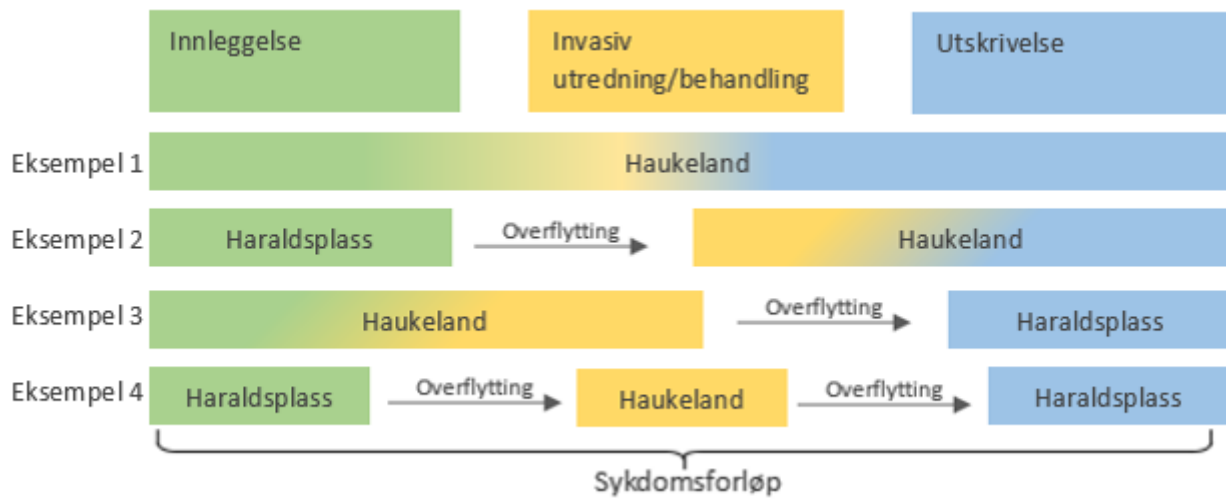 Innleggelse
Invasiv
utredning/behandling
Utskrivelse
Eksempel 1
Haukeland
Eksempel 2
Haraldsplass
Overflytting
Haukeland
Eksempel 3
Haukeland
Overflytting
Haraldsplass
Eksempel 4
Haraldsplass
Overflytting
Haukeland
Overflytting
Haraldsplass
Sykdomsforløp